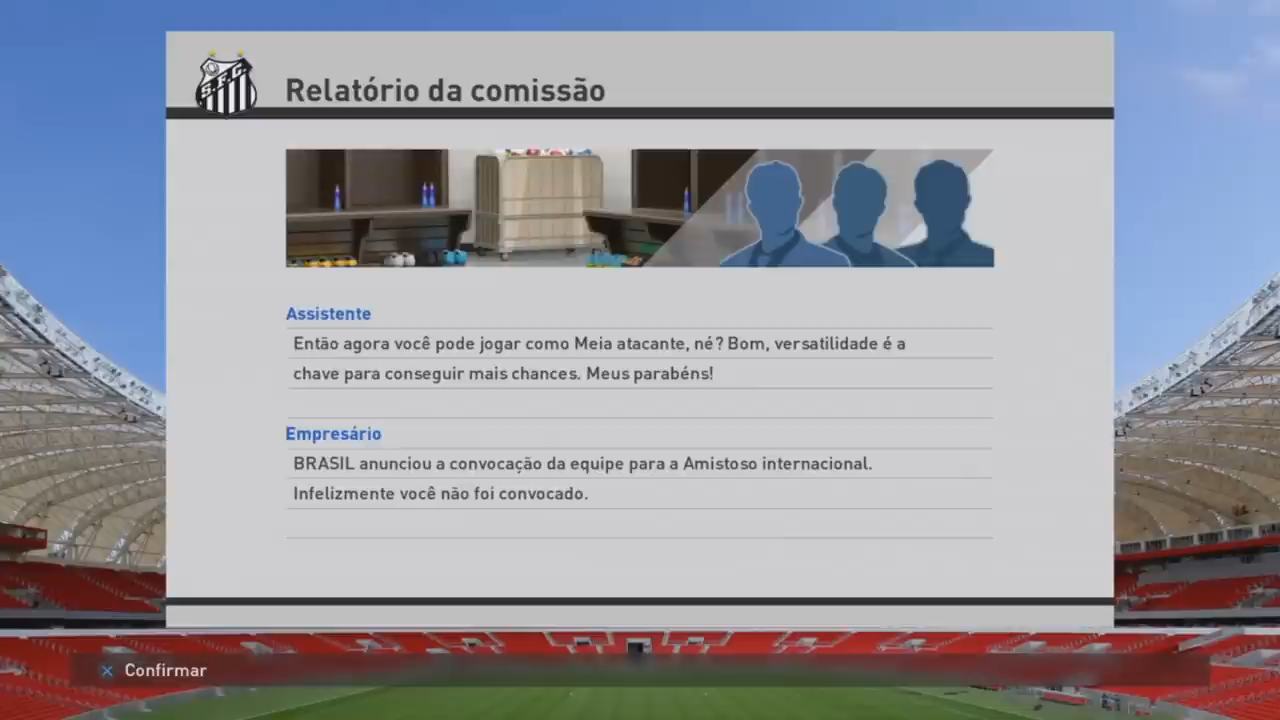 S.F.C.
Relatório da comissão
Assistente
Então agora você pode jogar como Meia atacante, né? Bom, versatilidade é a
chave para conseguir mais chances. Meus parabéns!
Empresário
BRASIL anunciou a convocação da equipe para a Amistoso internacional.
Infelizmente você não foi convocado.
Confirmar